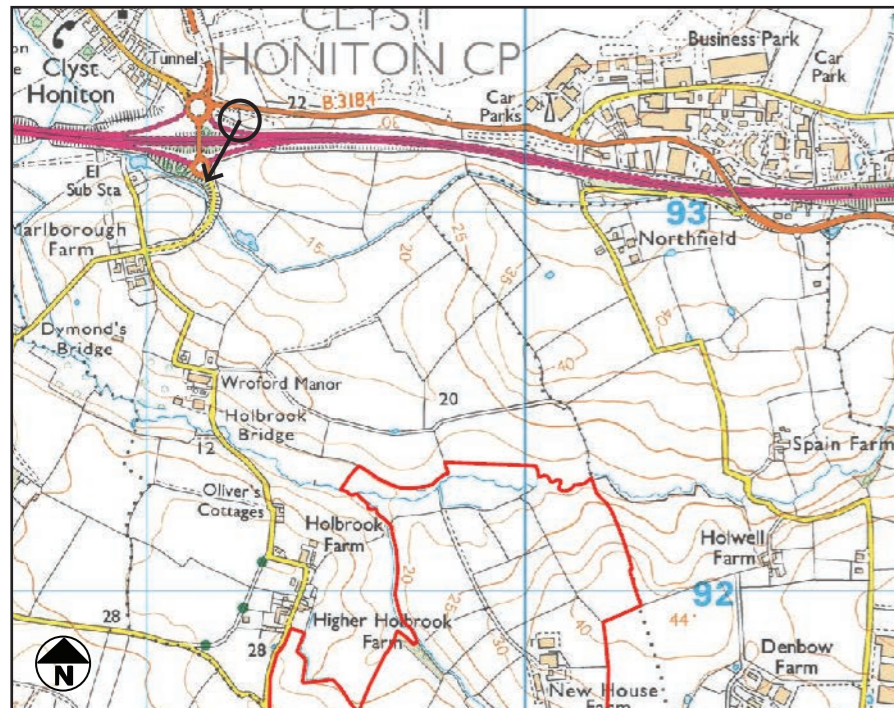 CLYST
HONITON CP
Business Park
Car
Park
Tunnel
Clyst
Honiton
22
B 3184
30
Car
Parks
El
Sub Sta
Marlborough
Farm
15
20
25
35
93
Northfield
40
40
Dymond's
Bridge
Wroford Manor
20
Holbrook
Bridge
12
Spain Farm
Oliver's
Cottages
Holbrook
Farm
20
25
Holwell
Farm
92
28
Higher Holbrook
Farm
28
30
40
44
Denbow
Farm
New House
Farm
N